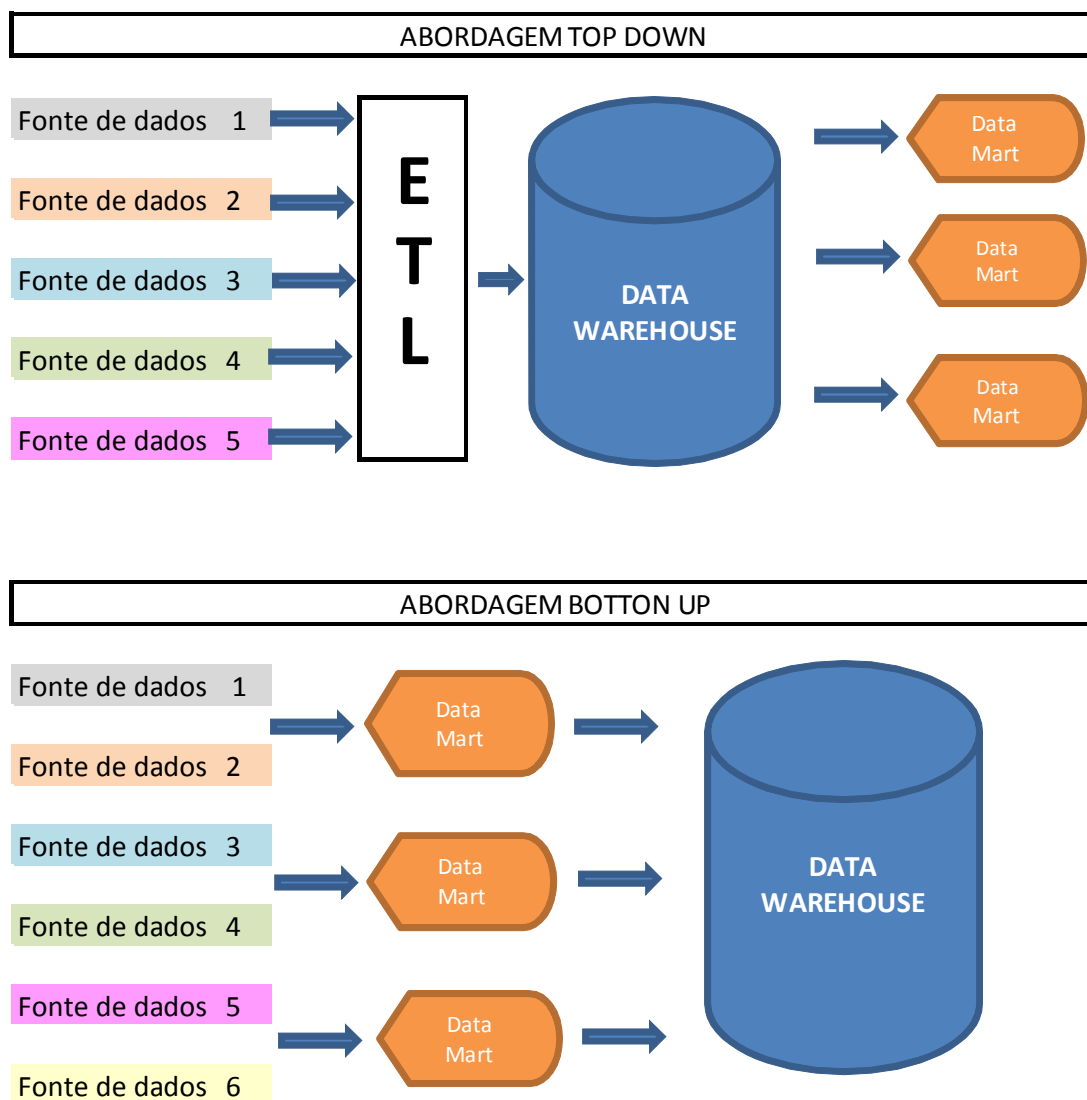 ABORDAGEM TOP DOWN
Fonte de dados 1
Fonte de dados 2
Fonte de dados 3
Fonte de dados 4
Fonte de dados 5
E
T
L
DATA
WAREHOUSE
Data
Mart
Data
Mart
Data
Mart
ABORDAGEM BOTTON UP
Fonte de dados 1
Fonte de dados 2
Fonte de dados 3
Fonte de dados 4
Fonte de dados 5
Fonte de dados 6
Data
Mart
Data
Mart
Data
Mart
DATA
WAREHOUSE